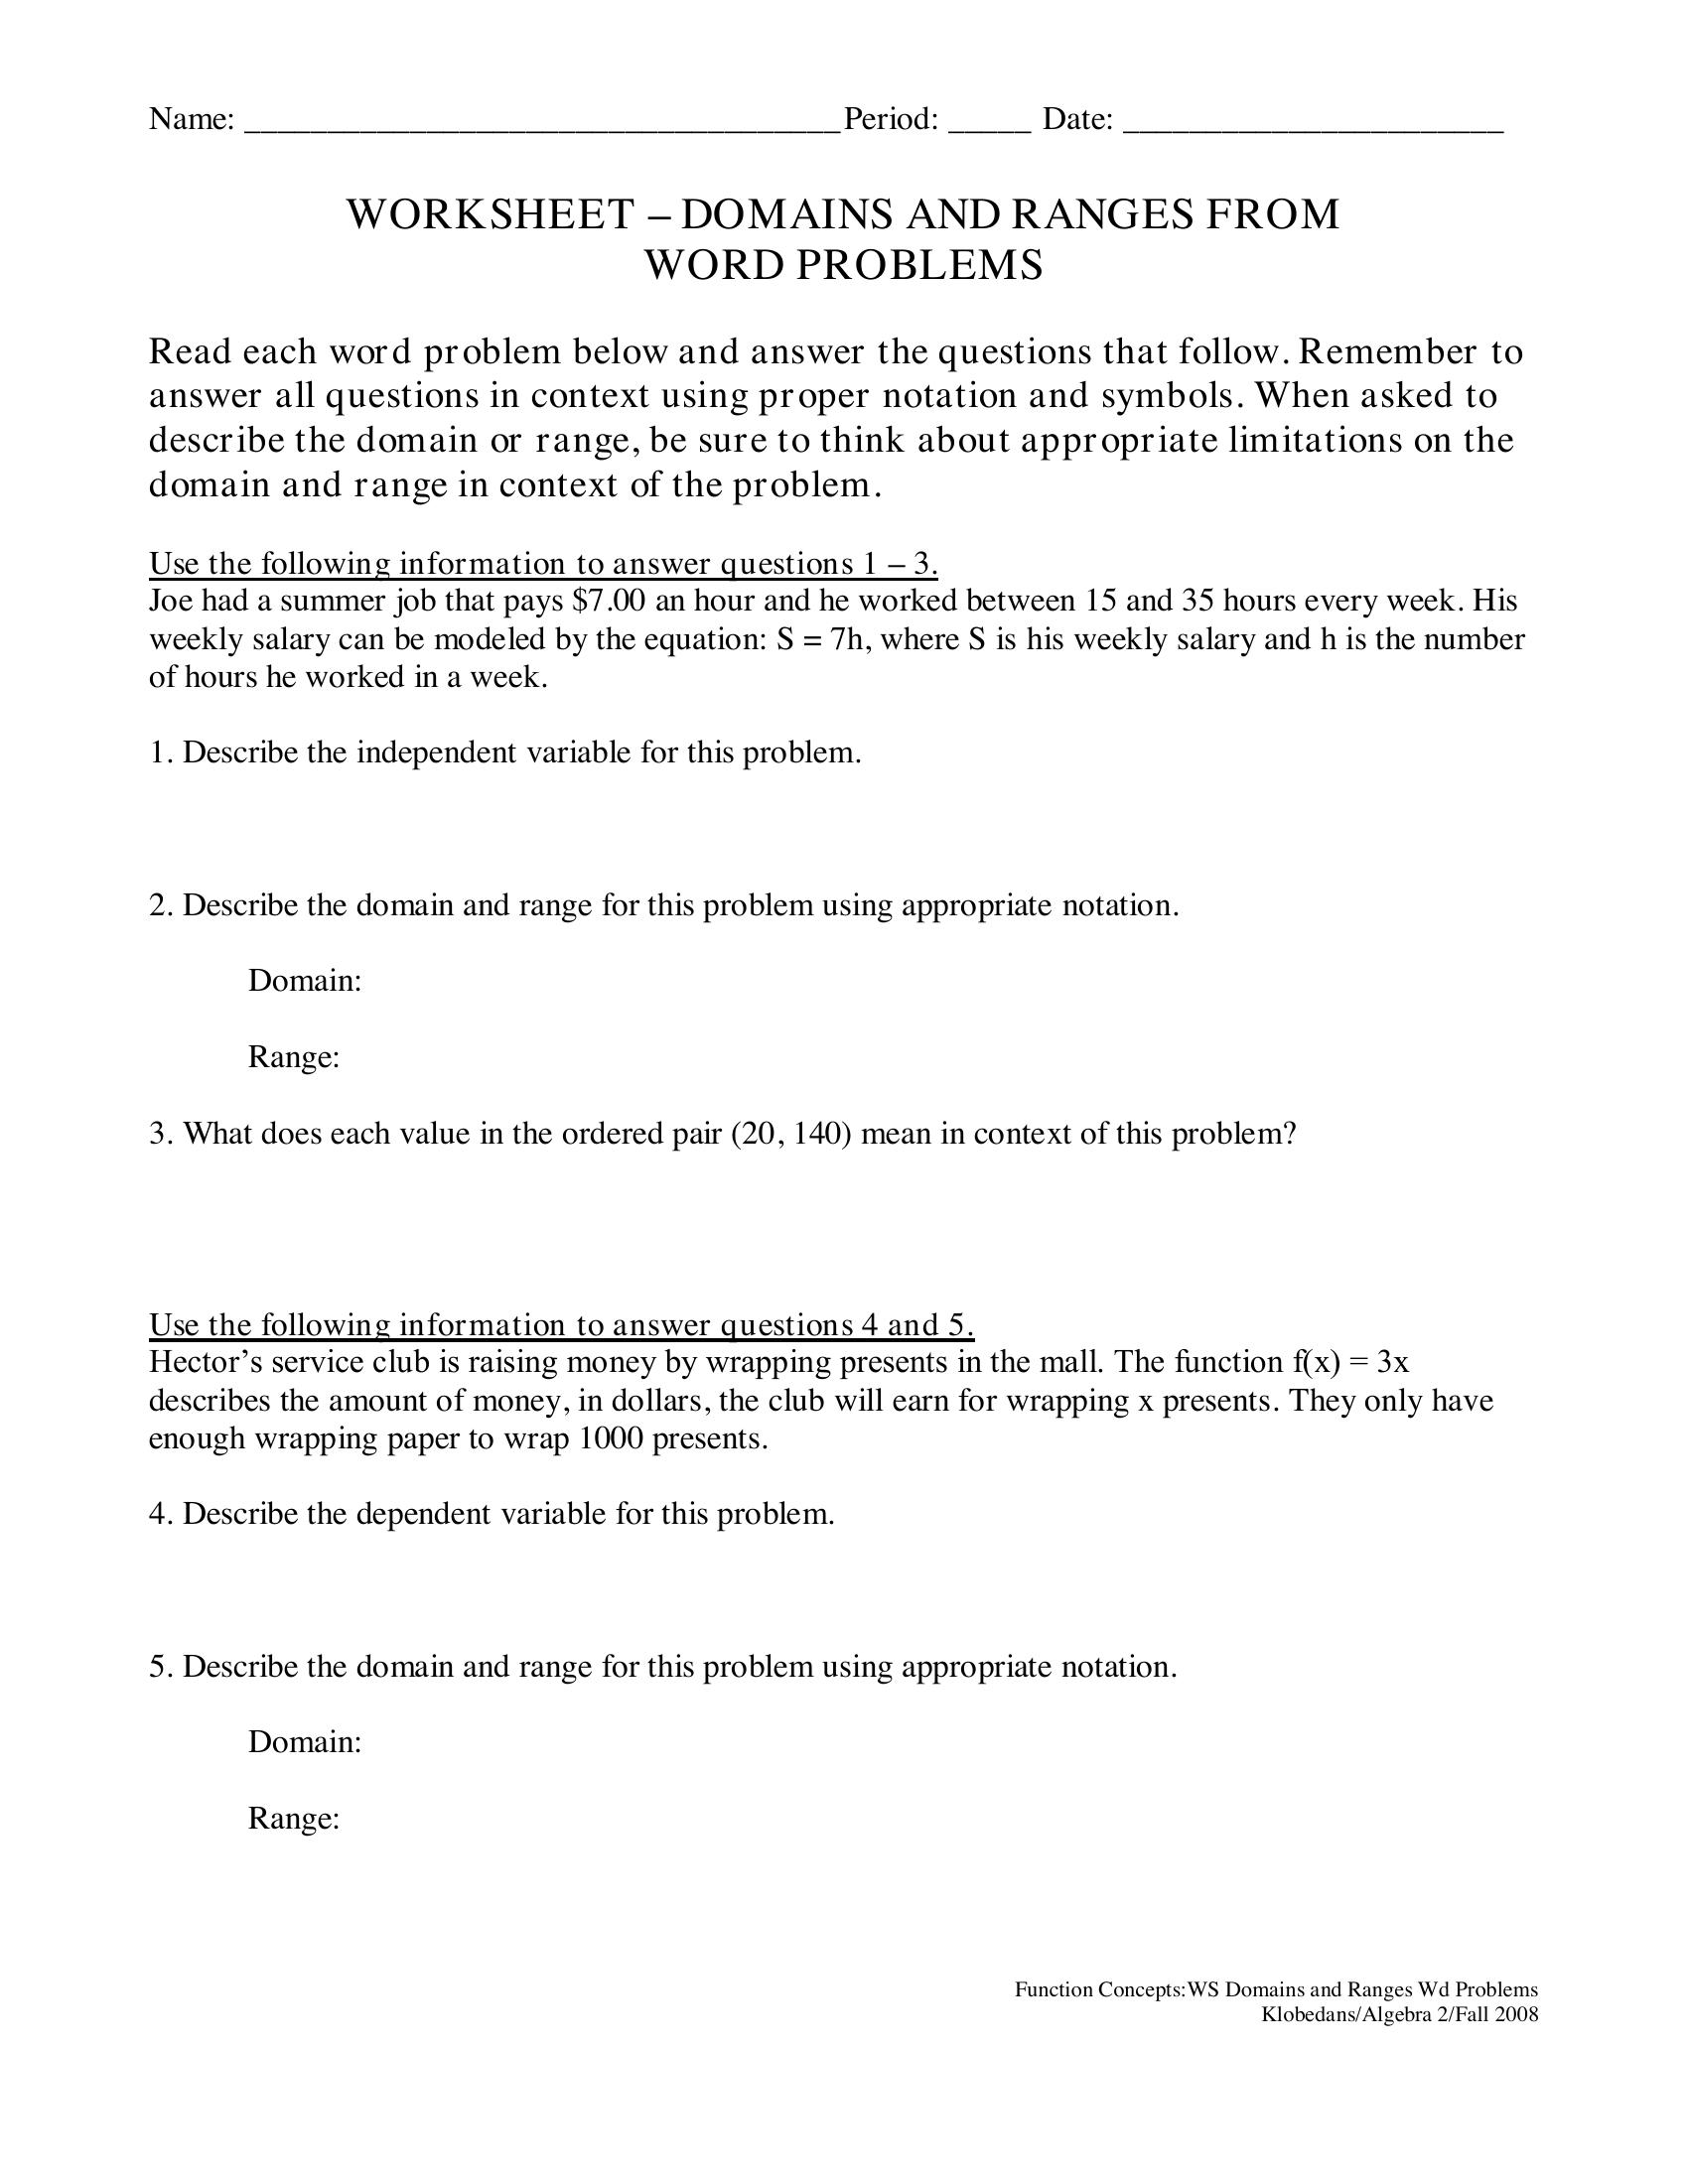 Name: ____________________________________ Period: _____ Date: _______________________
WORKSHEET – DOMAINS AND RANGES FROM
WORD PROBLEMS
Read each word problem below and answer the questions that follow. Remember to
answer all questions in context using proper notation and symbols. When asked to
describe the domain or range, be sure to think about appropriate limitations on the
domain and range in context of the problem.
Use the following information to answer questions 1 – 3.
Joe had a summer job that pays $7.00 an hour and he worked between 15 and 35 hours every week. His
weekly salary can be modeled by the equation: S = 7h, where S is his weekly salary and h is the number
of hours he worked in a week.
1. Describe the independent variable for this problem.
2. Describe the domain and range for this problem using appropriate notation.
Domain:
Range:
3. What does each value in the ordered pair (20, 140) mean in context of this problem?
Use the following information to answer questions 4 and 5.
Hector’s service club is raising money by wrapping presents in the mall. The function f(x) = 3x
describes the amount of money, in dollars, the club will earn for wrapping x presents. They only have
enough wrapping paper to wrap 1000 presents.
4. Describe the dependent variable for this problem.
5. Describe the domain and range for this problem using appropriate notation.
Domain:
Range:
Function Concepts:WS Domains and Ranges Wd Problems
Klobedans/Algebra 2/Fall 2008